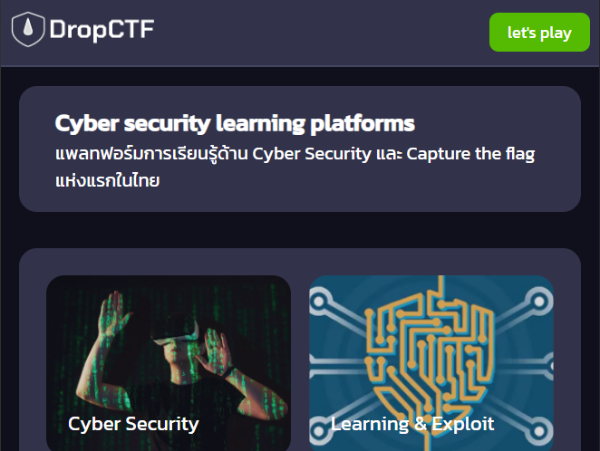 DropCTF
let's play
Cyber security learning platforms
แพลทฟอร์มการเรียนรู้ด้าน Cyber Security และ Capture the flag
แห่งแรกในไทย
Cyber Security
Learning & Exploit